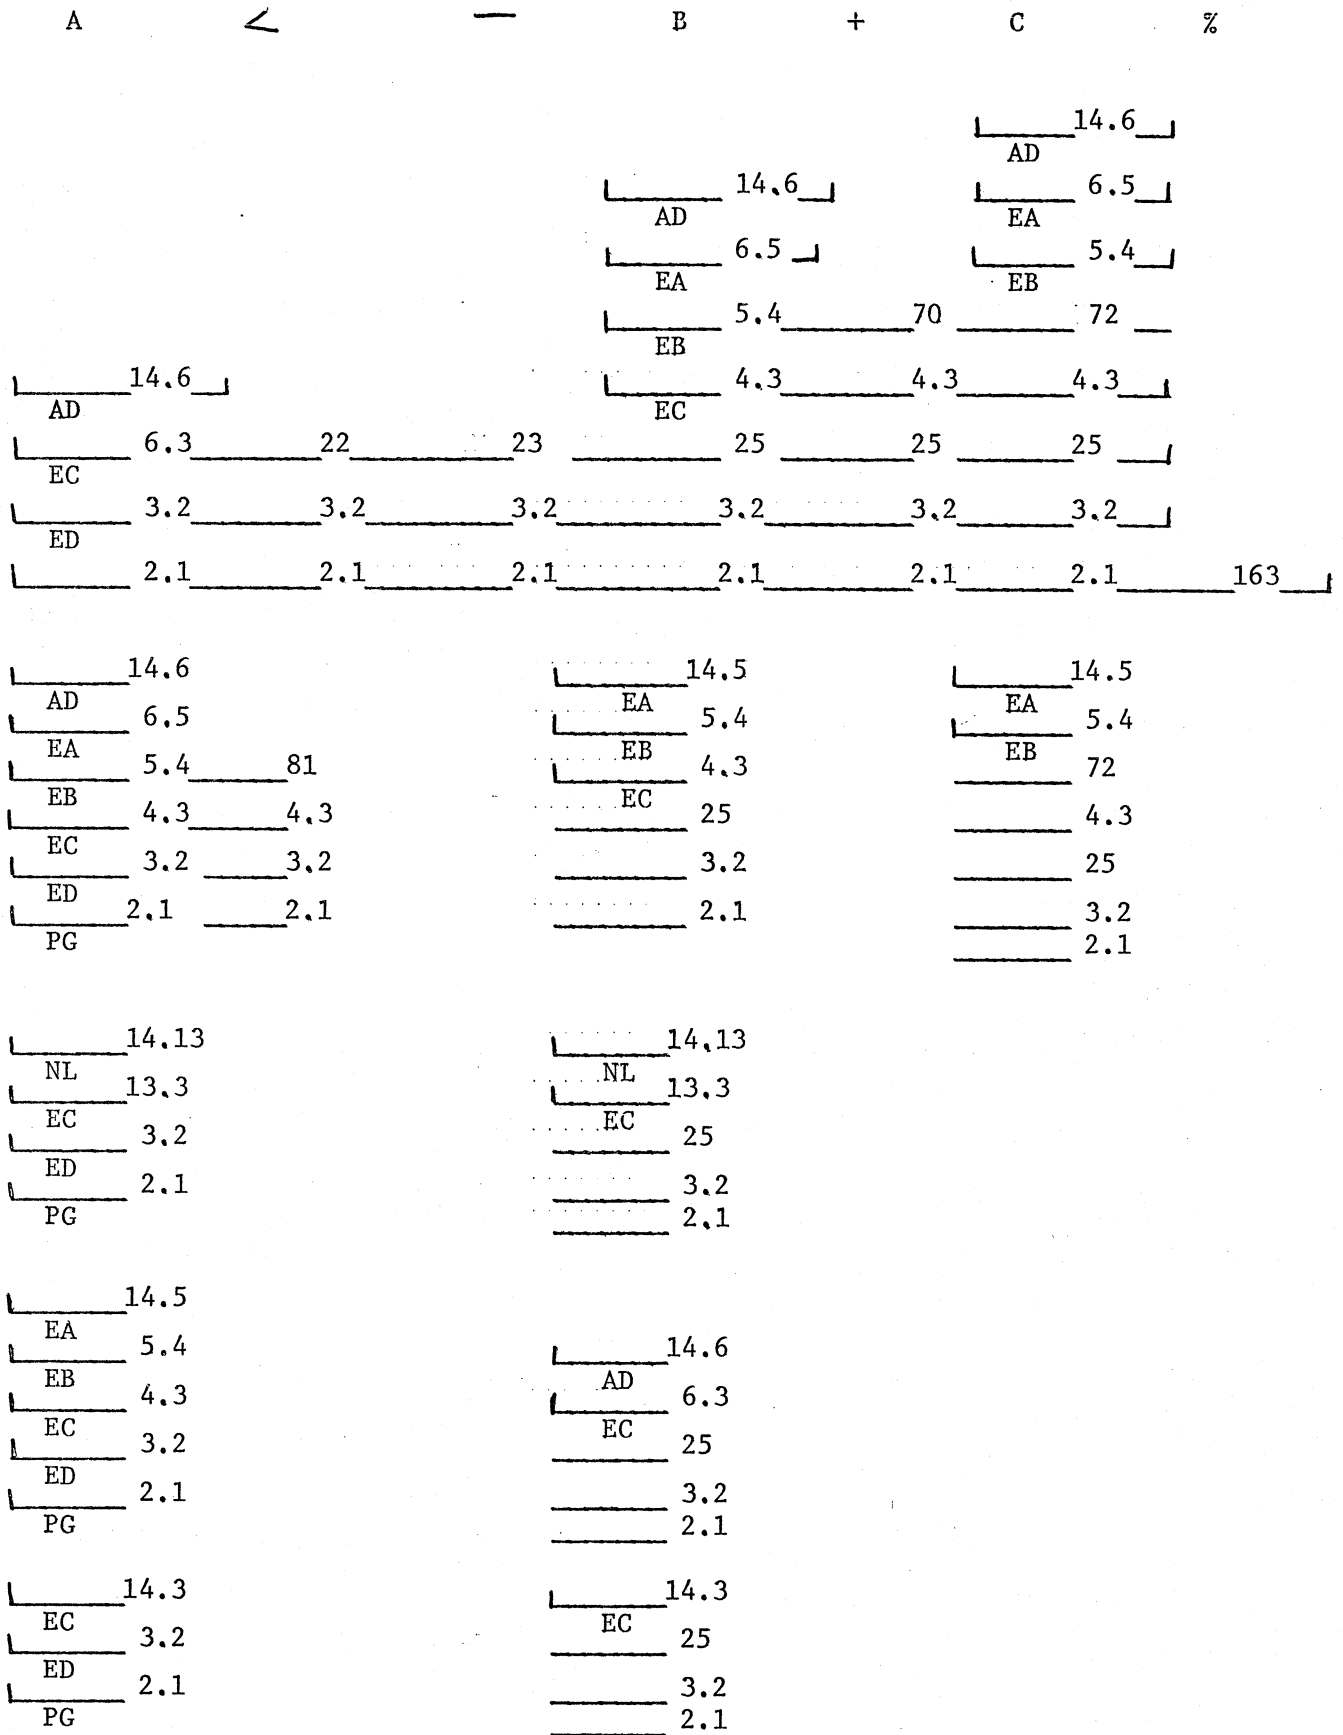 A < — B + C %
14.6
AD
14.6 6.5
AD EA
6.5 5.4
EA EB
5.4 70 72
EB
14.6 4.3 4.3 4.3
AD EC
6.3 22 23 25 25 25
EC
3.2 3.2 3.2 3.2 3.2 3.2
ED
2.1 2.1 2.1 2.1 2.1 2.1 163
14.6 14.5 14.5
AD EA EA
6.5 5.4 5.4
EA EB EB
5.4 81 4.3 72
EB EC
4.3 4.3 25 4.3
EC
3.2 3.2 3.2 25
ED
2.1 2.1 2.1 3.2
PG 2.1
14.13 14.13
NL NL
13.3 13.3
EC EC
3.2 25
ED
2.1 3.2
PG 2.1
14.5
EA
5.4 14.6
EB AD
4.3 6.3
EC EC
3.2 25
ED
2.1 3.2
PG 2.1
14.3 14.3
EC EC
3.2 25
ED
2.1 3.2
PG 2.1